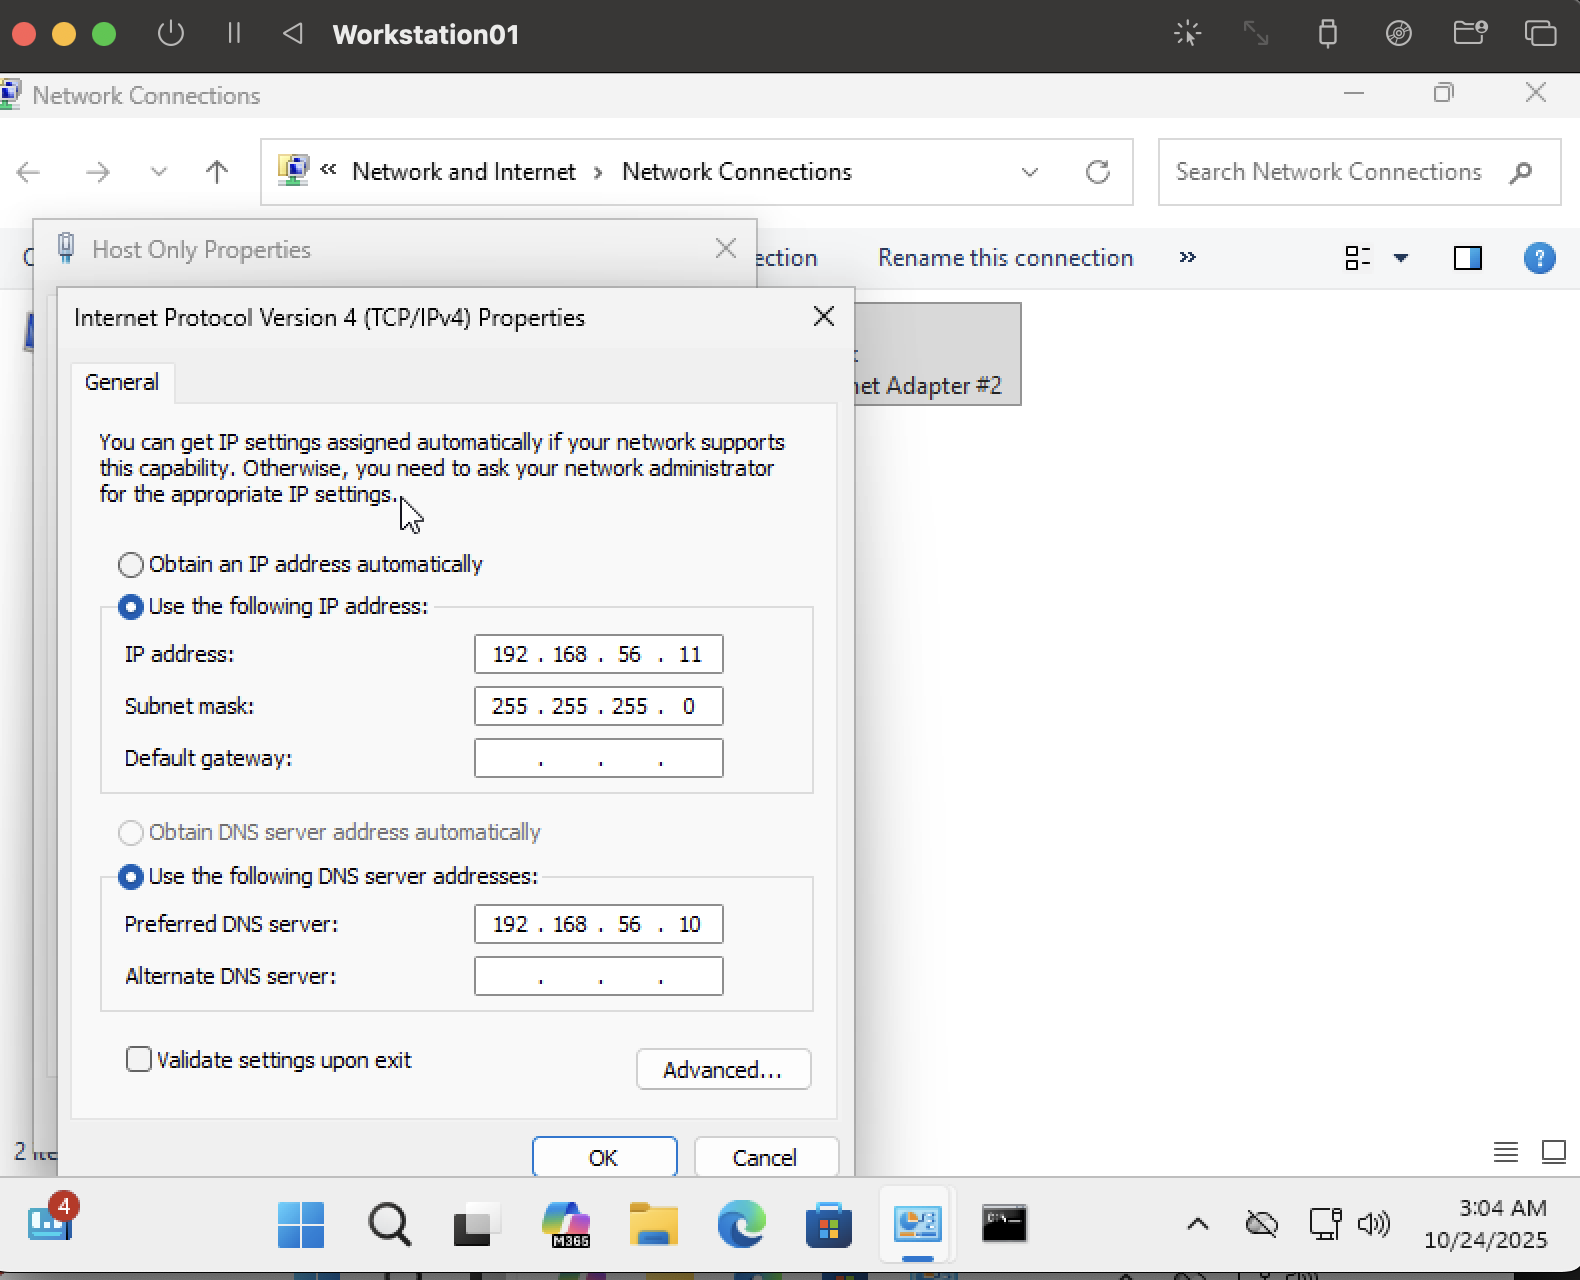 Workstation01
Network Connections
« Network and Internet › Network Connections
Search Network Connections
Host Only Properties
ection
Rename this connection
»
?
Internet Protocol Version 4 (TCP/IPv4) Properties
net Adapter #2
General
You can get IP settings assigned automatically if your network supports
this capability. Otherwise, you need to ask your network administrator
for the appropriate IP settings.
Obtain an IP address automatically
Use the following IP address:
IP address:
192 . 168 . 56 . 11
Subnet mask:
255 . 255 . 255 . 0
Default gateway:
. . .
Obtain DNS server address automatically
Use the following DNS server addresses:
Preferred DNS server:
192 . 168 . 56 . 10
Alternate DNS server:
. . .
Validate settings upon exit
Advanced...
2
OK
Cancel
4
M365
C:\_
3:04 AM
10/24/2025